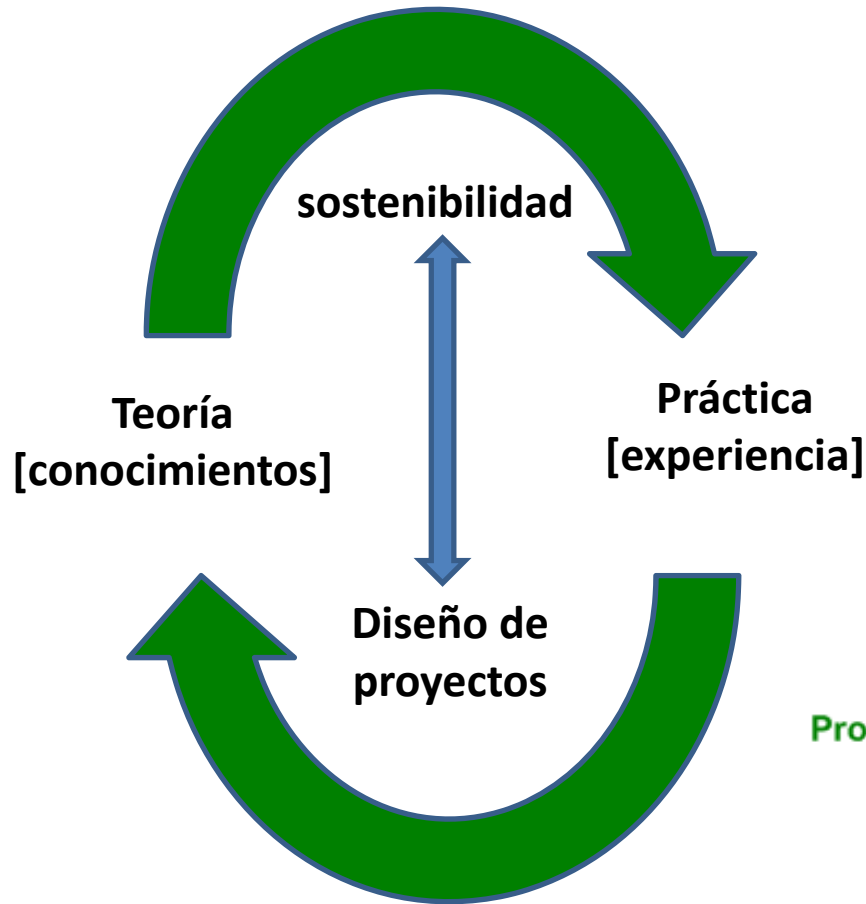 sostenibilidad
Teoría
[conocimientos]
Práctica
[experiencia]
Diseño de
proyectos
Pro